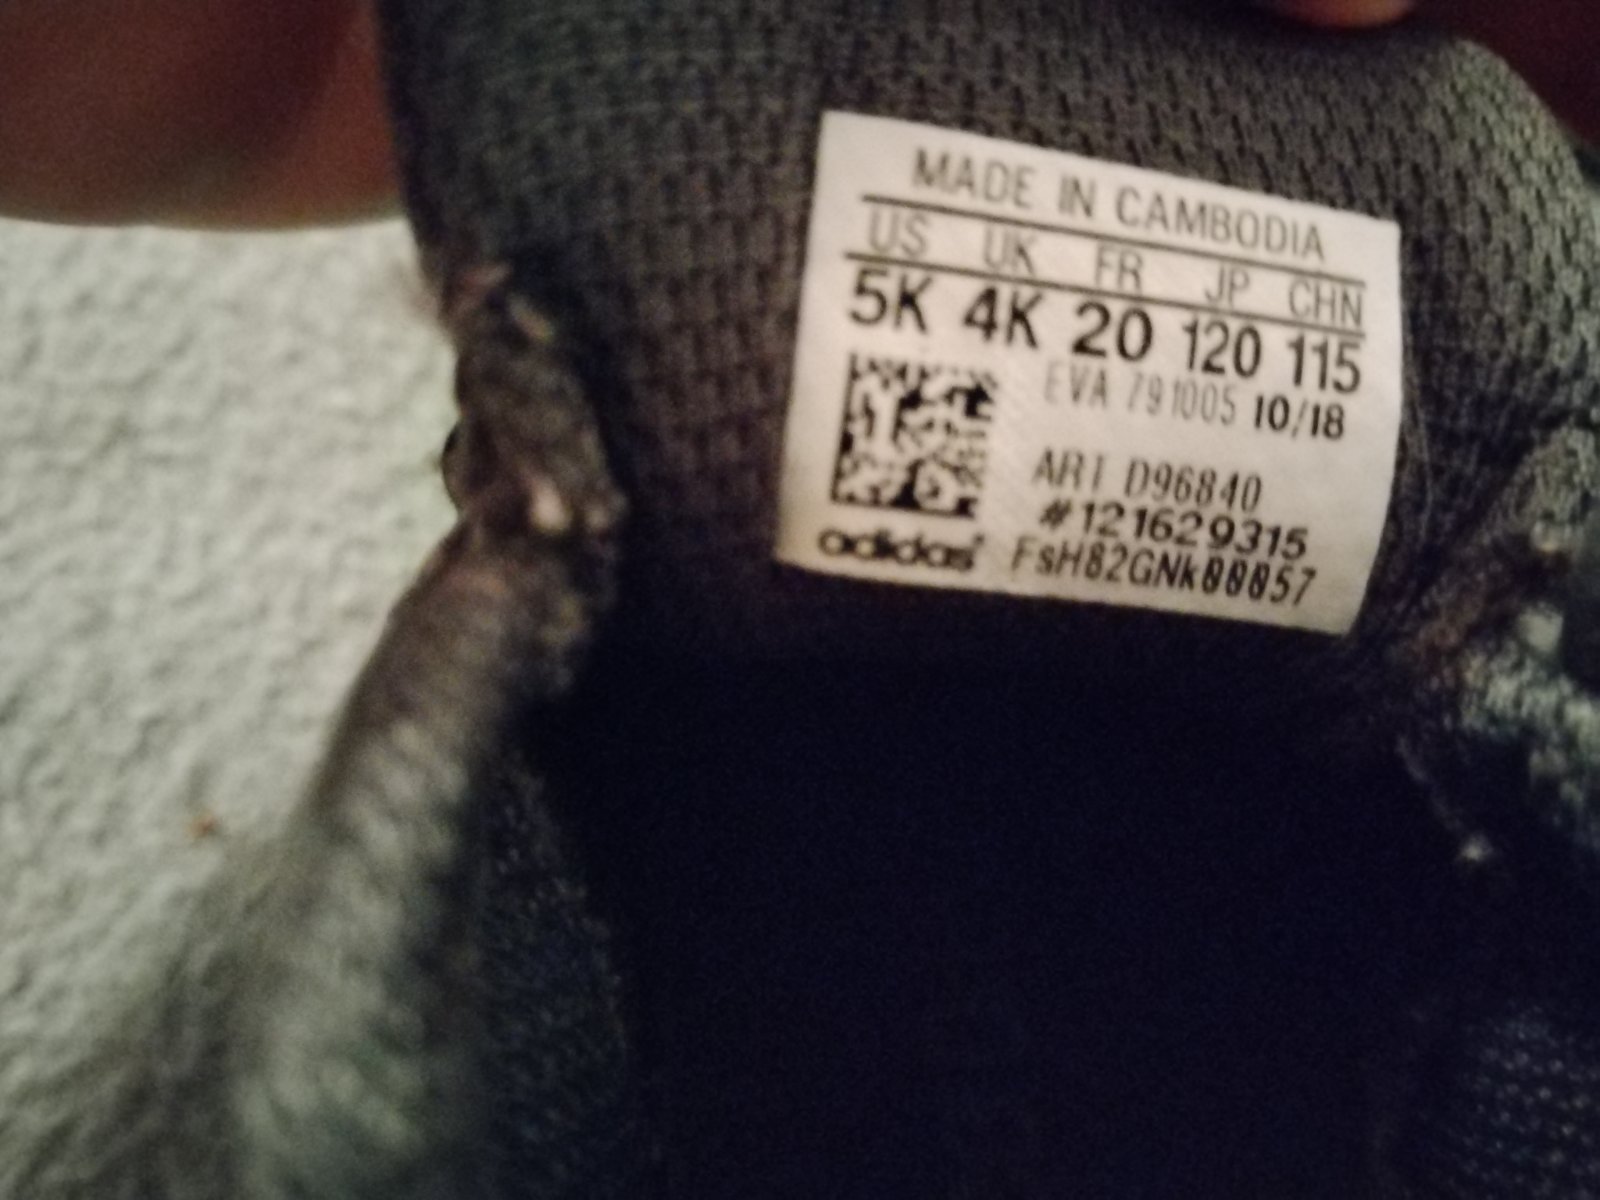 MADE IN CAMBODIA
US UK FR JP CHN
5K 4K 20 120 115
EVA 791005 10/18
ART D96840
#121629315
adidas FsH82GNk00057